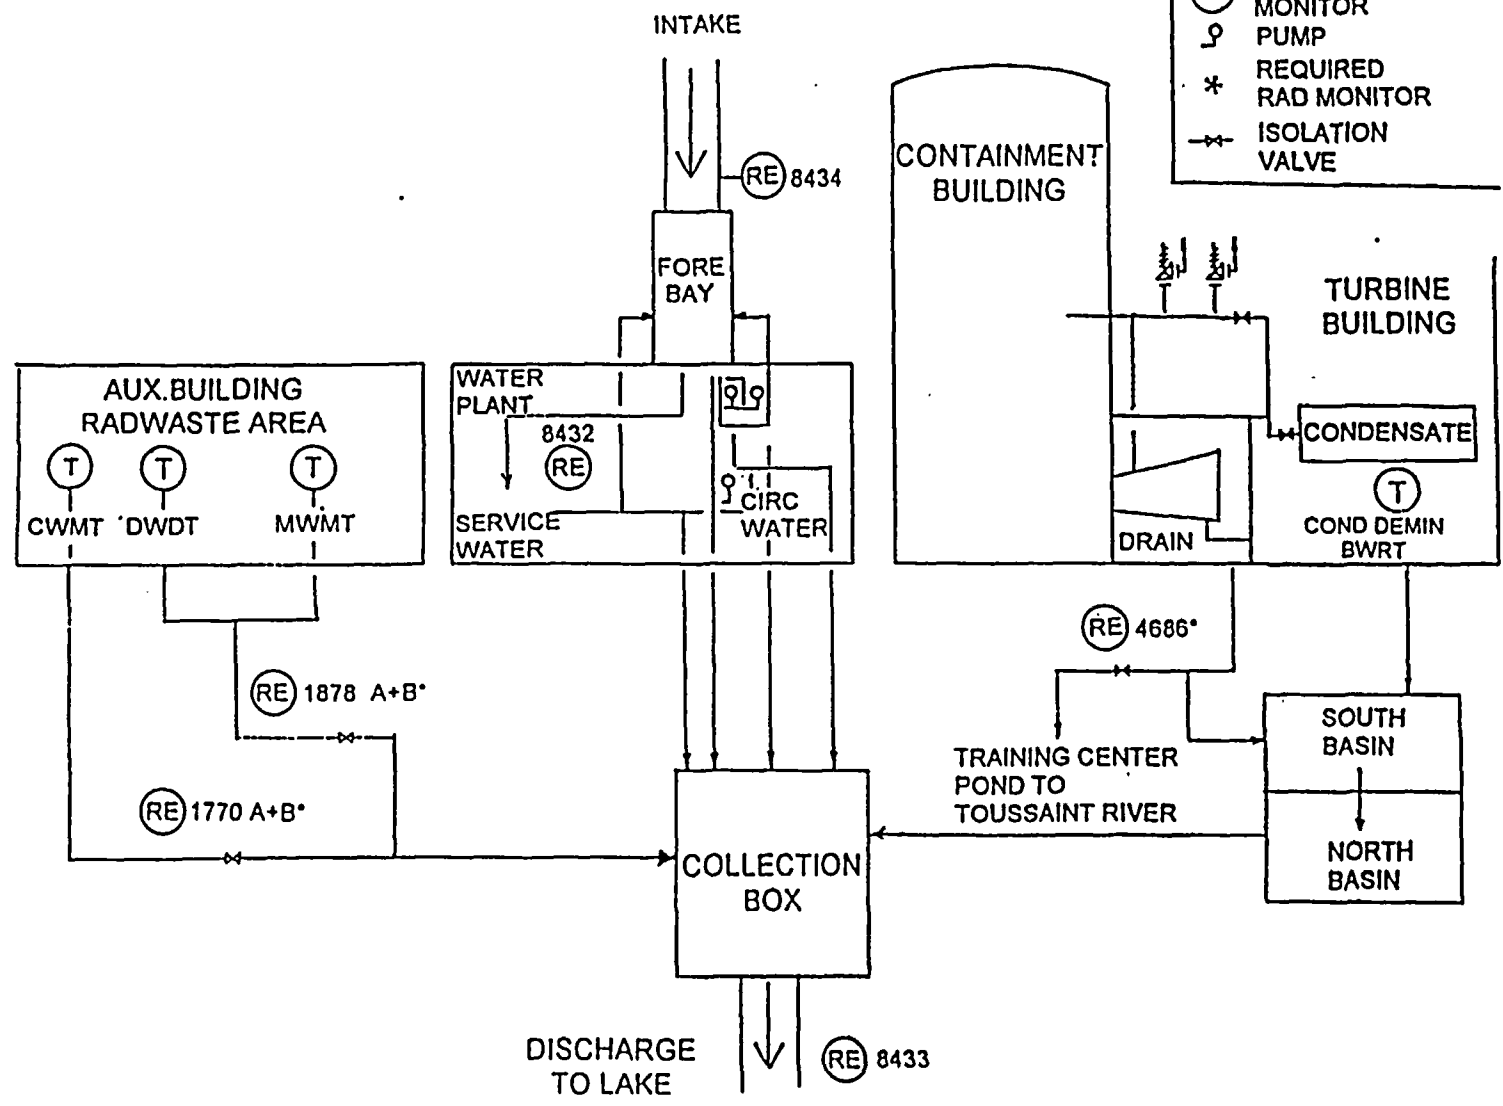 INTAKE
MONITOR
PUMP
REQUIRED
RAD MONITOR
ISOLATION
VALVE
RE 8434
CONTAINMENT
BUILDING
FORE
BAY
TURBINE
BUILDING
AUX.BUILDING
RADWASTE AREA
T T T
CWMT DWDT MWMT
WATER
PLANT
8432
RE
SERVICE
WATER
CIRC
WATER
CONDENSATE
T
COND DEMIN
BWRT
DRAIN
RE 4686*
RE 1878 A+B*
RE 1770 A+B*
TRAINING CENTER
POND TO
TOUSSAINT RIVER
SOUTH
BASIN
NORTH
BASIN
COLLECTION
BOX
DISCHARGE
TO LAKE
RE 8433